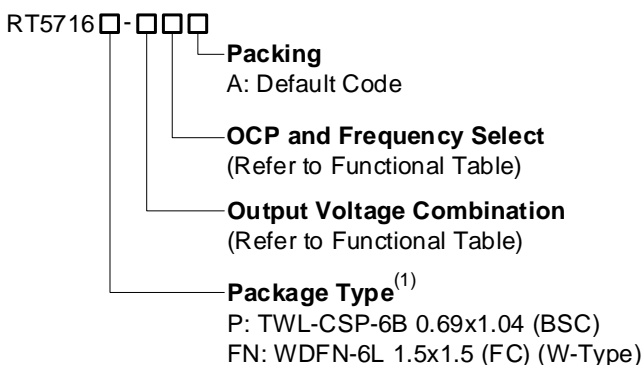 RT5716□-□□□
Packing
A: Default Code
OCP and Frequency Select
(Refer to Functional Table)
Output Voltage Combination
(Refer to Functional Table)
Package Type(1)
P: TWL-CSP-6B 0.69x1.04 (BSC)
FN: WDFN-6L 1.5x1.5 (FC) (W-Type)